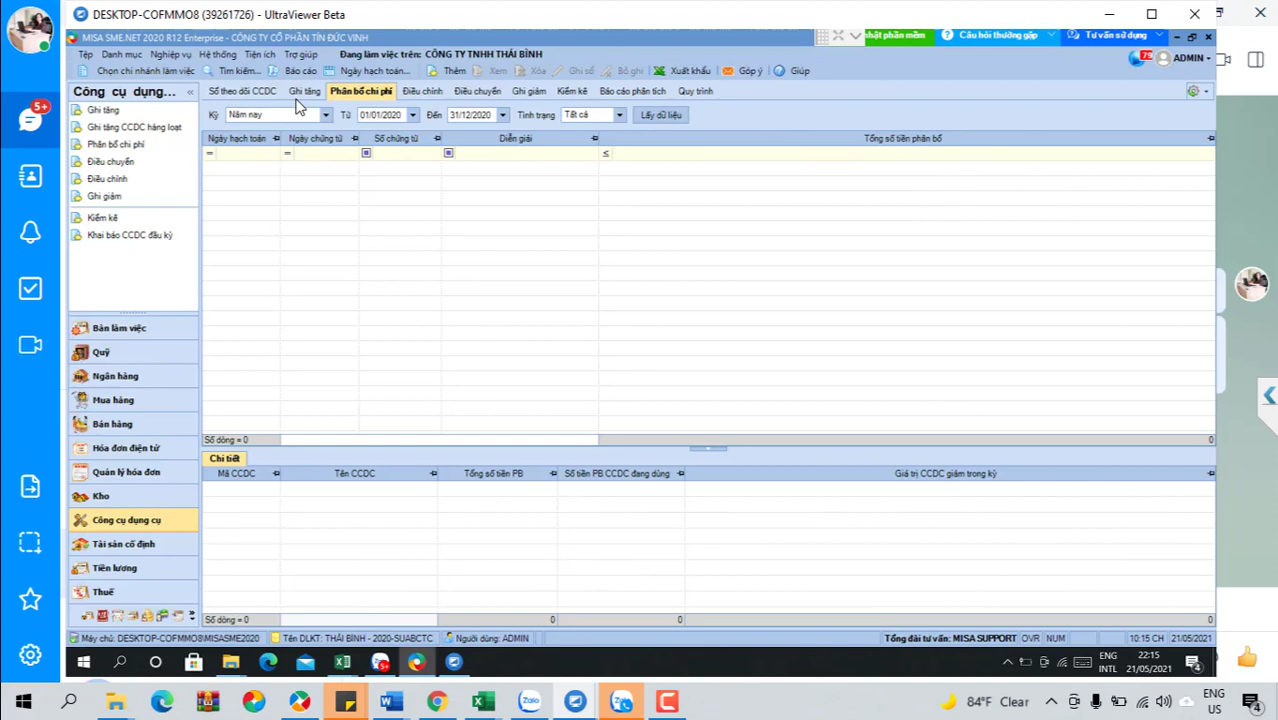 DESKTOP-COFMMO8 (39261726) - UltraViewer Beta
MISA SME.NET 2020 R12 Enterprise - CÔNG TY CỔ PHẦN TÍN ĐỨC VINH
nhật phần mềm Câu hỏi thường gặp Tư vấn sử dụng
Tệp Danh mục Nghiệp vụ Hệ thống Tiện ích Trợ giúp Đang làm việc trên: CÔNG TY TNHH THÁI BÌNH
75 ADMIN
Chọn chi nhánh làm việc Tìm kiếm... Báo cáo Ngày hạch toán... Thêm Xem Xóa Ghi sổ Bỏ ghi Xuất khẩu Góp ý Giúp
Công cụ dụng... «
Sổ theo dõi CCDC Ghi tăng Phân bổ chi phí Điều chỉnh Điều chuyển Ghi giảm Kiểm kê Báo cáo phân tích Quy trình
Kỳ Năm nay Từ 01/01/2020 Đến 31/12/2020 Tình trạng Tất cả Lấy dữ liệu
Ngày hạch toán Ngày chứng từ Số chứng từ Diễn giải Tổng số tiền phân bổ
= = ≤
Ghi tăng
Ghi tăng CCDC hàng loạt
Phân bổ chi phí
Điều chuyển
Điều chỉnh
Ghi giảm
Kiểm kê
Khai báo CCDC đầu kỳ
5+
Bàn làm việc
Quỹ
Ngân hàng
Mua hàng
Bán hàng
Hóa đơn điện tử
Quản lý hóa đơn
Kho
Công cụ dụng cụ
Tài sản cố định
Tiền lương
Thuế
Số dòng = 0 0
Chi tiết
Mã CCDC Tên CCDC Tổng số tiền PB Số tiền PB CCDC đang dùng Giá trị CCDC giảm trong kỳ
Số dòng = 0 0 0 0
Máy chủ: DESKTOP-COFMMO8\MISASME2020 Tên DLKT: THÁI BÌNH - 2020-SUABCTC Người dùng: ADMIN Tổng đài tư vấn: MISA SUPPORT OVR NUM 10:15 CH 21/05/2021
5+
ENG
INTL
22:15
21/05/2021
4
84°F Clear
ENG
US
4